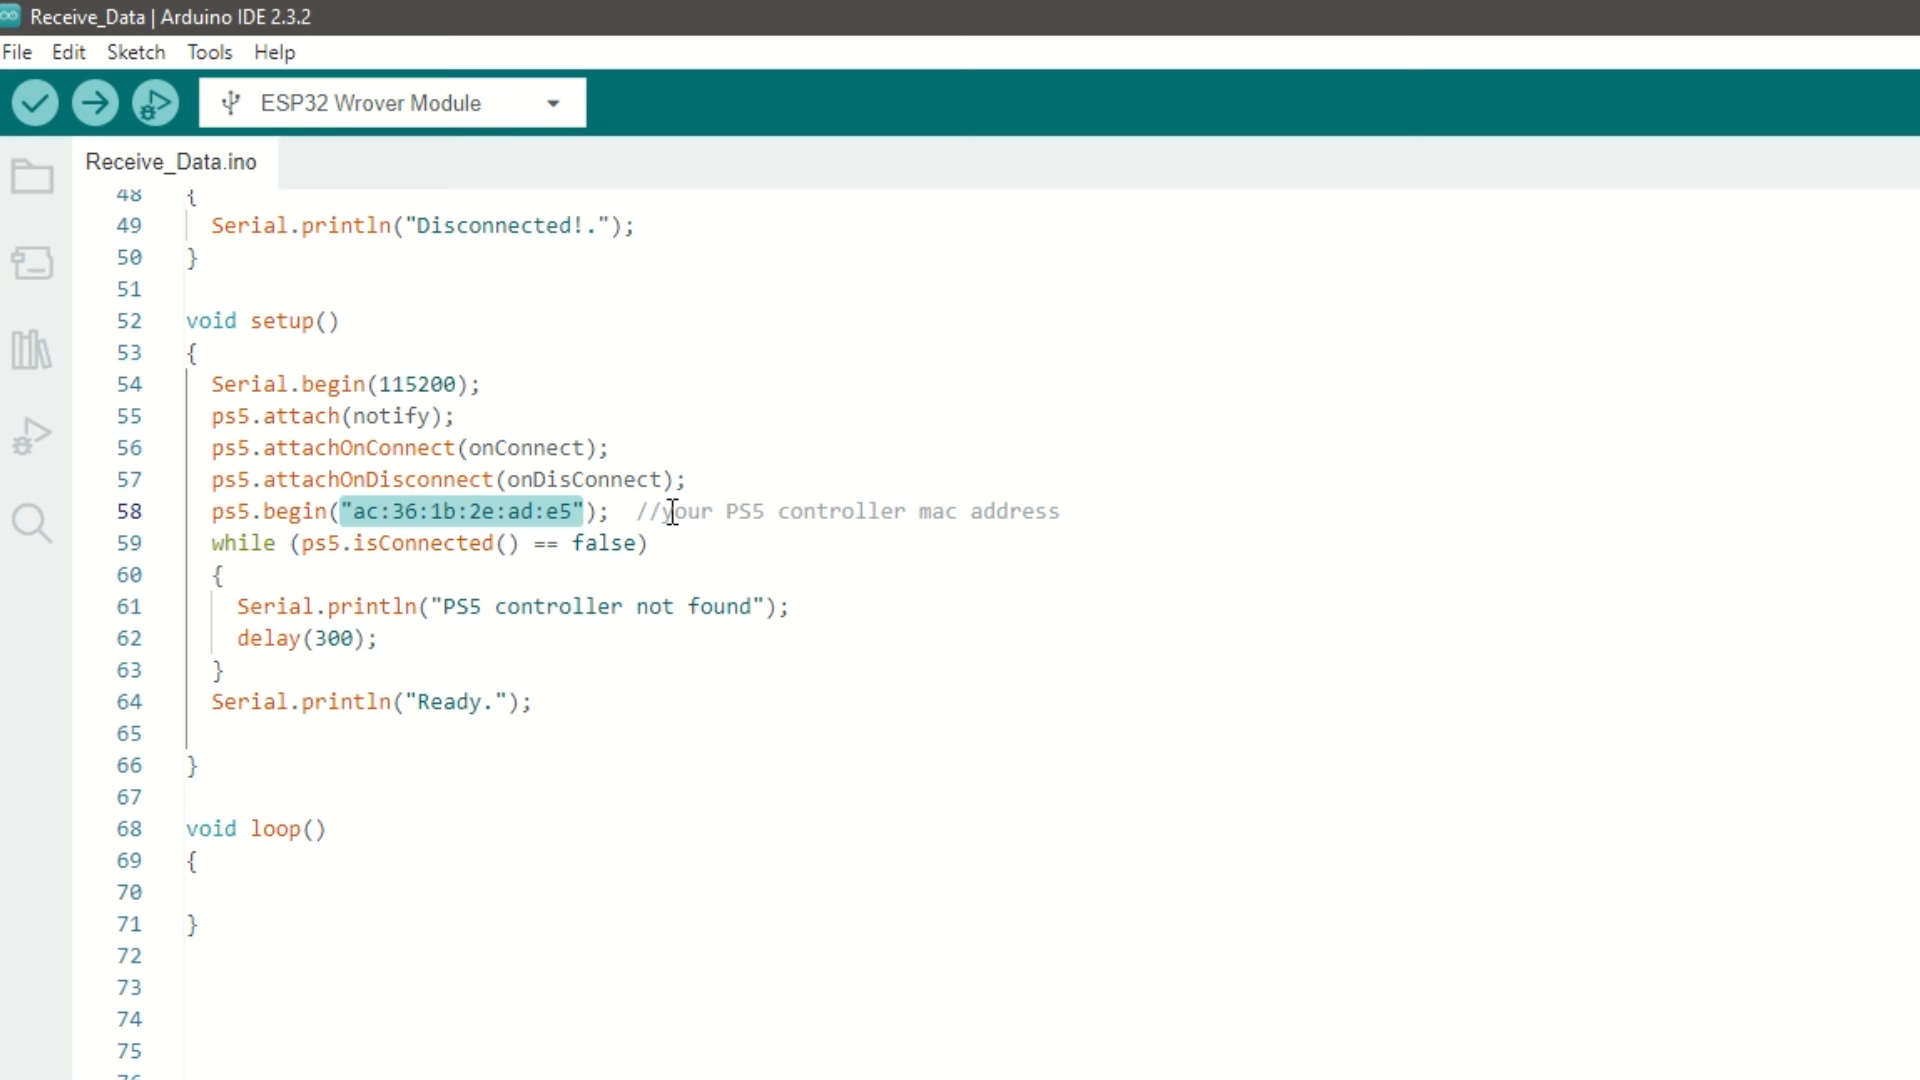 Receive_Data | Arduino IDE 2.3.2
File Edit Sketch Tools Help
ESP32 Wrover Module
Receive_Data.ino
48 {
49 Serial.println("Disconnected!.");
50 }
51
52 void setup()
53 {
54 Serial.begin(115200);
55 ps5.attach(notify);
56 ps5.attachOnConnect(onConnect);
57 ps5.attachOnDisconnect(onDisConnect);
58 ps5.begin("ac:36:1b:2e:ad:e5"); //your PS5 controller mac address
59 while (ps5.isConnected() == false)
60 {
61 Serial.println("PS5 controller not found");
62 delay(300);
63 }
64 Serial.println("Ready.");
65
66 }
67
68 void loop()
69 {
70
71 }
72
73
74
75